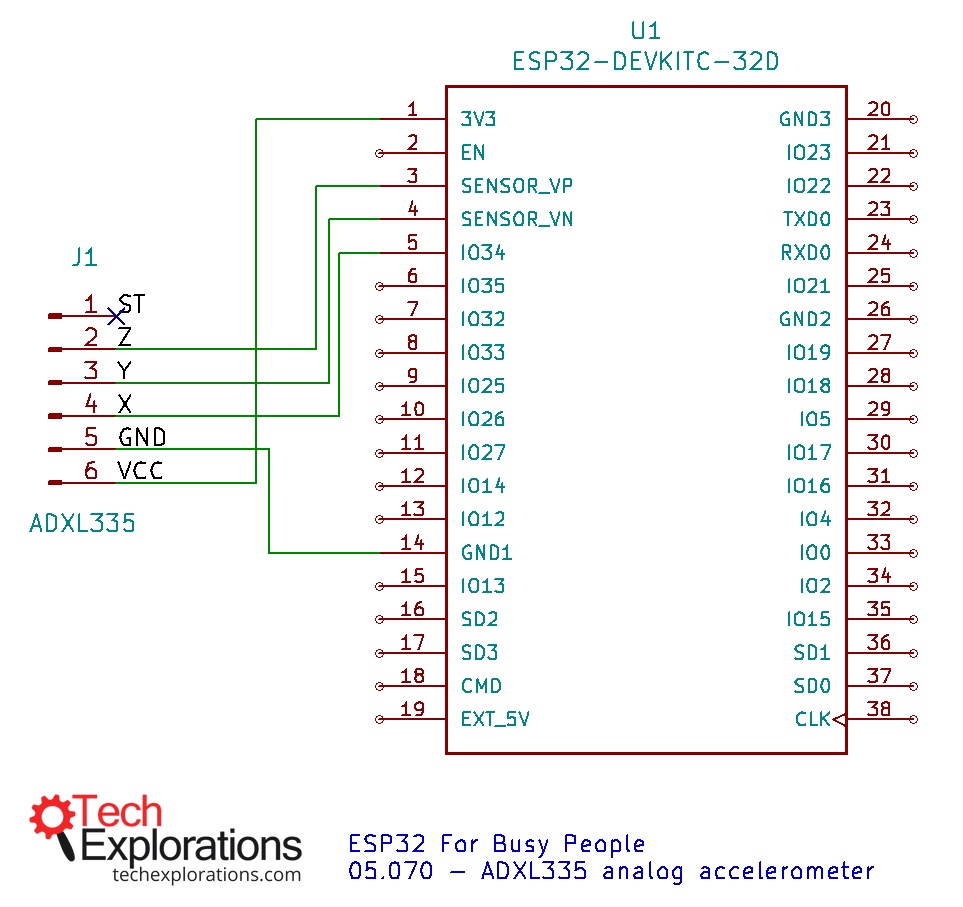 U1
ESP32-DEVKITC-32D
1 3V3
2 EN
3 SENSOR_VP
4 SENSOR_VN
5 IO34
6 IO35
7 IO32
8 IO33
9 IO25
10 IO26
11 IO27
12 IO14
13 IO12
14 GND1
15 IO13
16 SD2
17 SD3
18 CMD
19 EXT_5V
GND3 20
IO23 21
IO22 22
TXD0 23
RXD0 24
IO21 25
GND2 26
IO19 27
IO18 28
IO5 29
IO17 30
IO16 31
IO4 32
IO0 33
IO2 34
IO15 35
SD1 36
SD0 37
CLK 38
J1
1 ST
2 Z
3 Y
4 X
5 GND
6 VCC
ADXL335
Tech
Explorations
techexplorations.com
ESP32 For Busy People
05.070 - ADXL335 analog accelerometer